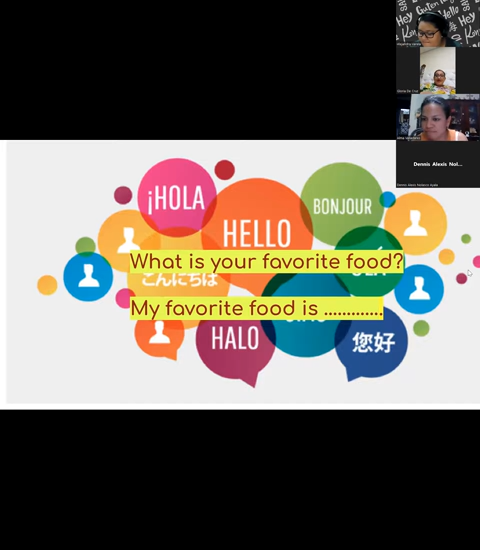 ¡HOLA
HELLO
BONJOUR
What is your favorite food?
こんにちは
My favorite food is .............
HALO
您好
Dennis Alexis Nol...